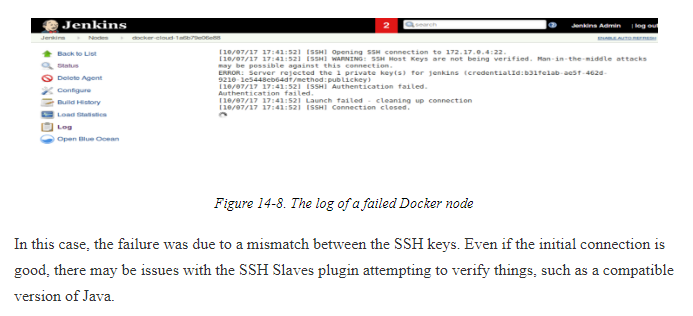 Jenkins
2
search
Jenkins Admin | log out
Jenkins Nodes docker-cloud-1a6b79e06e88
ENABLE AUTO REFRESH
Back to List
Status
Delete Agent
Configure
Build History
Load Statistics
Log
Open Blue Ocean
[10/07/17 17:41:52] [SSH] Opening SSH connection to 172.17.0.4:22.
[10/07/17 17:41:52] [SSH] WARNING: SSH Host Keys are not being verified. Man-in-the-middle attacks
may be possible against this connection.
ERROR: Server rejected the 1 private key(s) for jenkins (credentialId:b31fe1ab-ae5f-462d-
9210-1e5448eb64df/method:publickey)
[10/07/17 17:41:52] [SSH] Authentication failed.
Authentication failed.
[10/07/17 17:41:52] Launch failed - cleaning up connection
[10/07/17 17:41:52] [SSH] Connection closed.
Figure 14-8. The log of a failed Docker node
In this case, the failure was due to a mismatch between the SSH keys. Even if the initial connection is
good, there may be issues with the SSH Slaves plugin attempting to verify things, such as a compatible
version of Java.